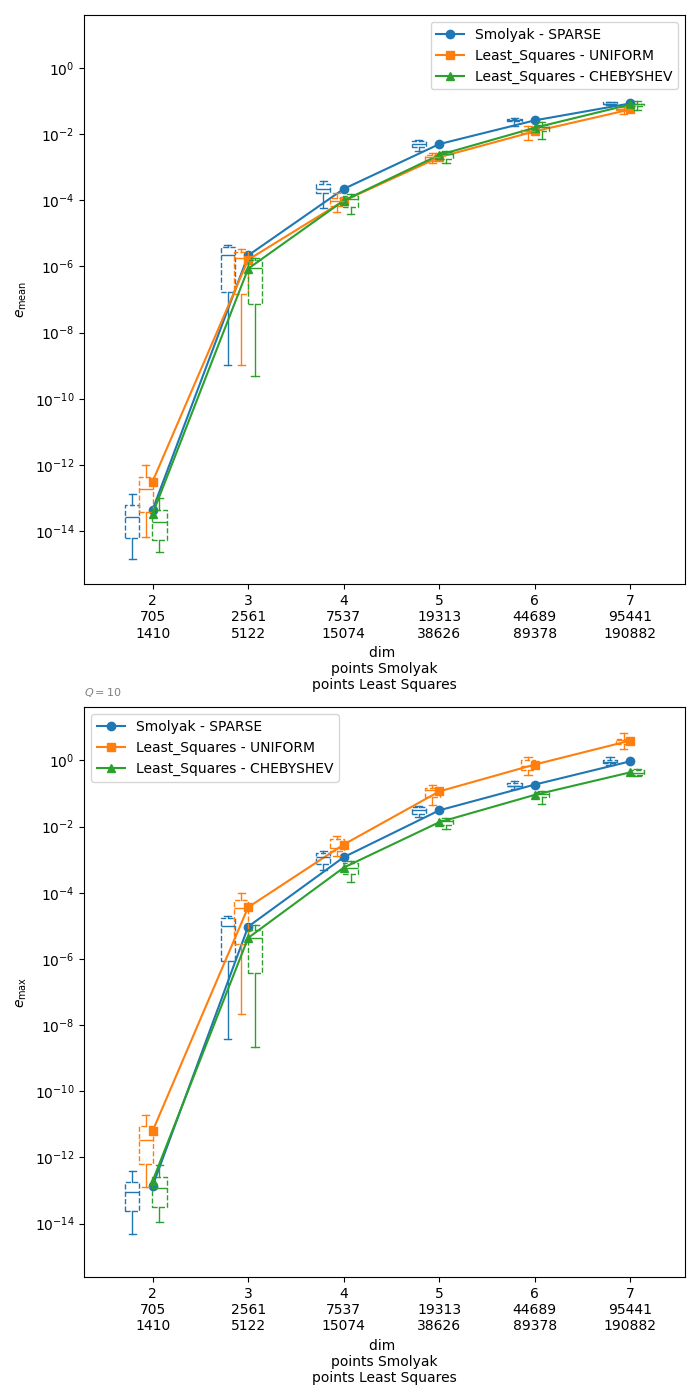 Smolyak - SPARSE
Least_Squares - UNIFORM
Least_Squares - CHEBYSHEV
10⁰
10⁻²
10⁻⁴
10⁻⁶
10⁻⁸
10⁻¹⁰
10⁻¹²
10⁻¹⁴
e_mean
2 3 4 5 6 7
705 2561 7537 19313 44689 95441
1410 5122 15074 38626 89378 190882
dim
points Smolyak
points Least Squares
Q = 10
Smolyak - SPARSE
Least_Squares - UNIFORM
Least_Squares - CHEBYSHEV
10⁰
10⁻²
10⁻⁴
10⁻⁶
10⁻⁸
10⁻¹⁰
10⁻¹²
10⁻¹⁴
e_max
2 3 4 5 6 7
705 2561 7537 19313 44689 95441
1410 5122 15074 38626 89378 190882
dim
points Smolyak
points Least Squares